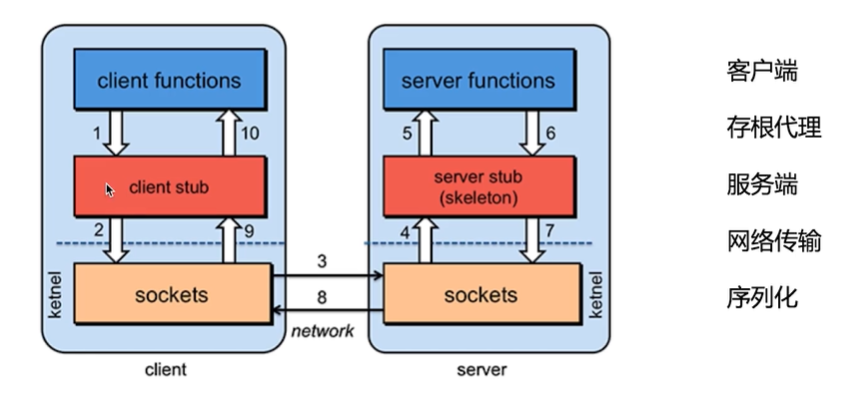 client functions
server functions
1
10
5
6
client stub
server stub
(skeleton)
2
9
4
7
ketnel
sockets
3
8
network
sockets
ketnel
client
server
客户端
存根代理
服务端
网络传输
序列化